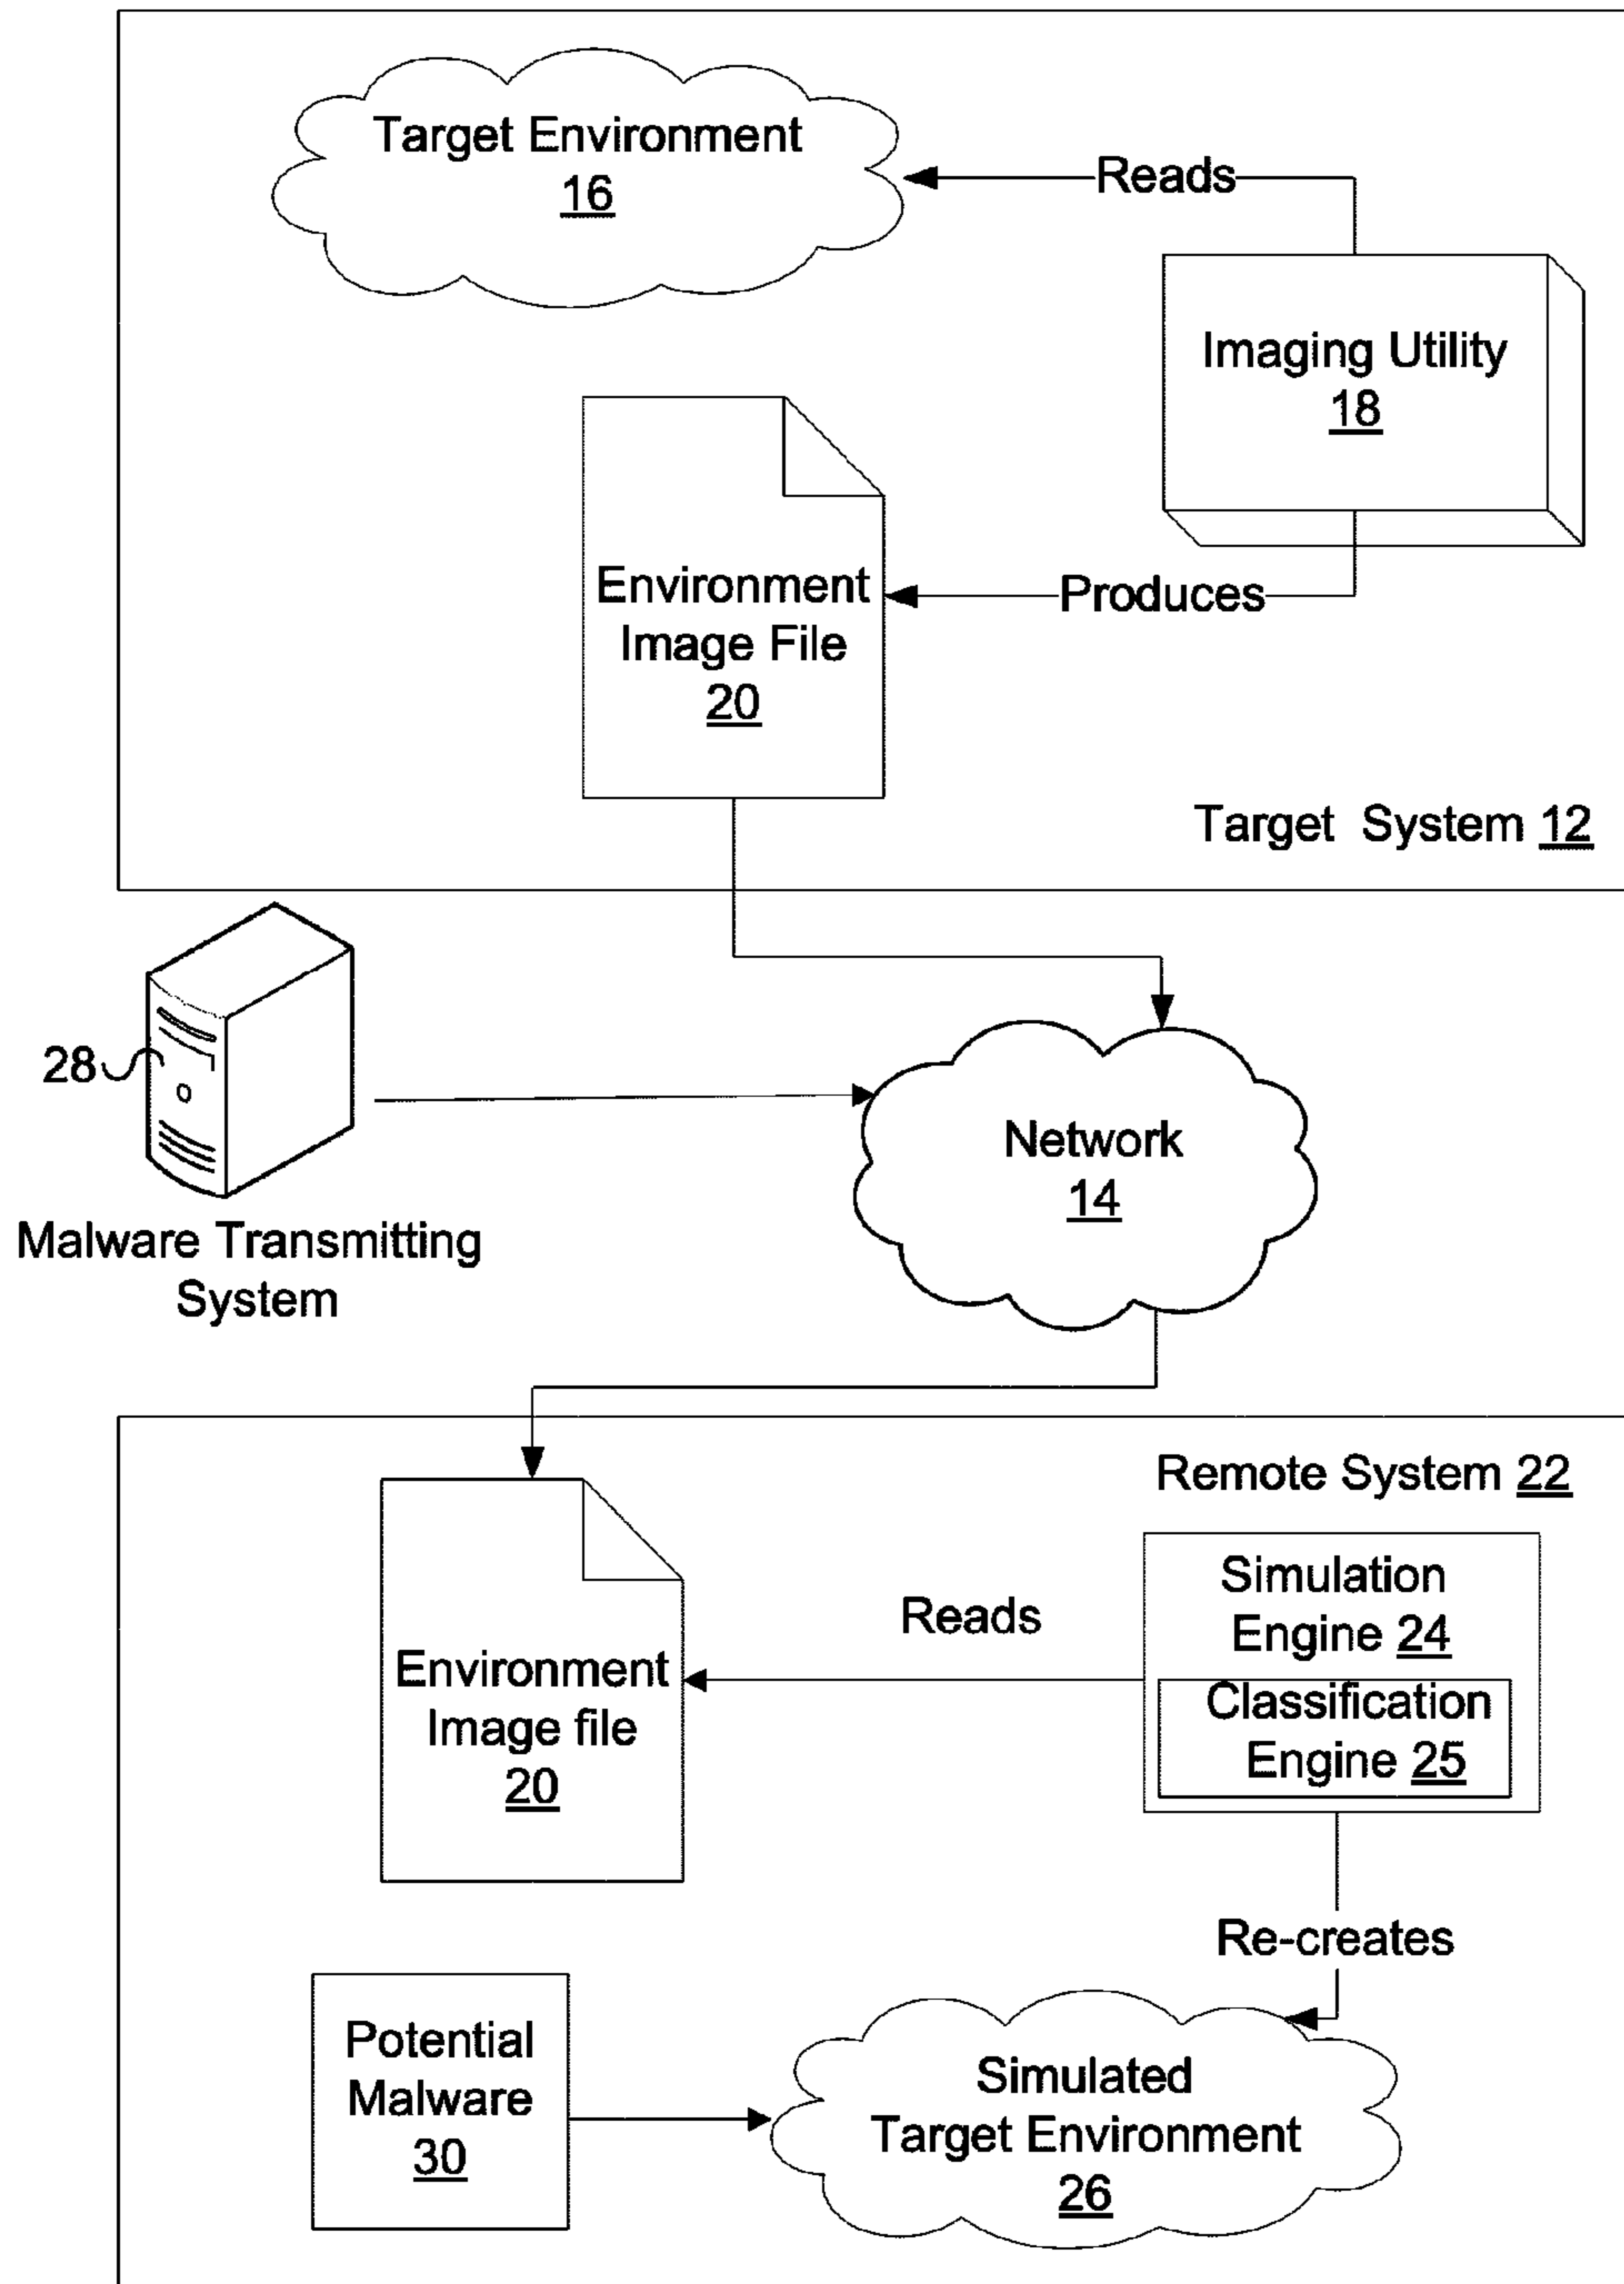 Target Environment
16
Reads
Imaging Utility
18
Environment
Image File
20
Produces
Target System 12
28
Malware Transmitting
System
Network
14
Remote System 22
Simulation
Engine 24
Classification
Engine 25
Reads
Environment
Image file
20
Re-creates
Potential
Malware
30
Simulated
Target Environment
26